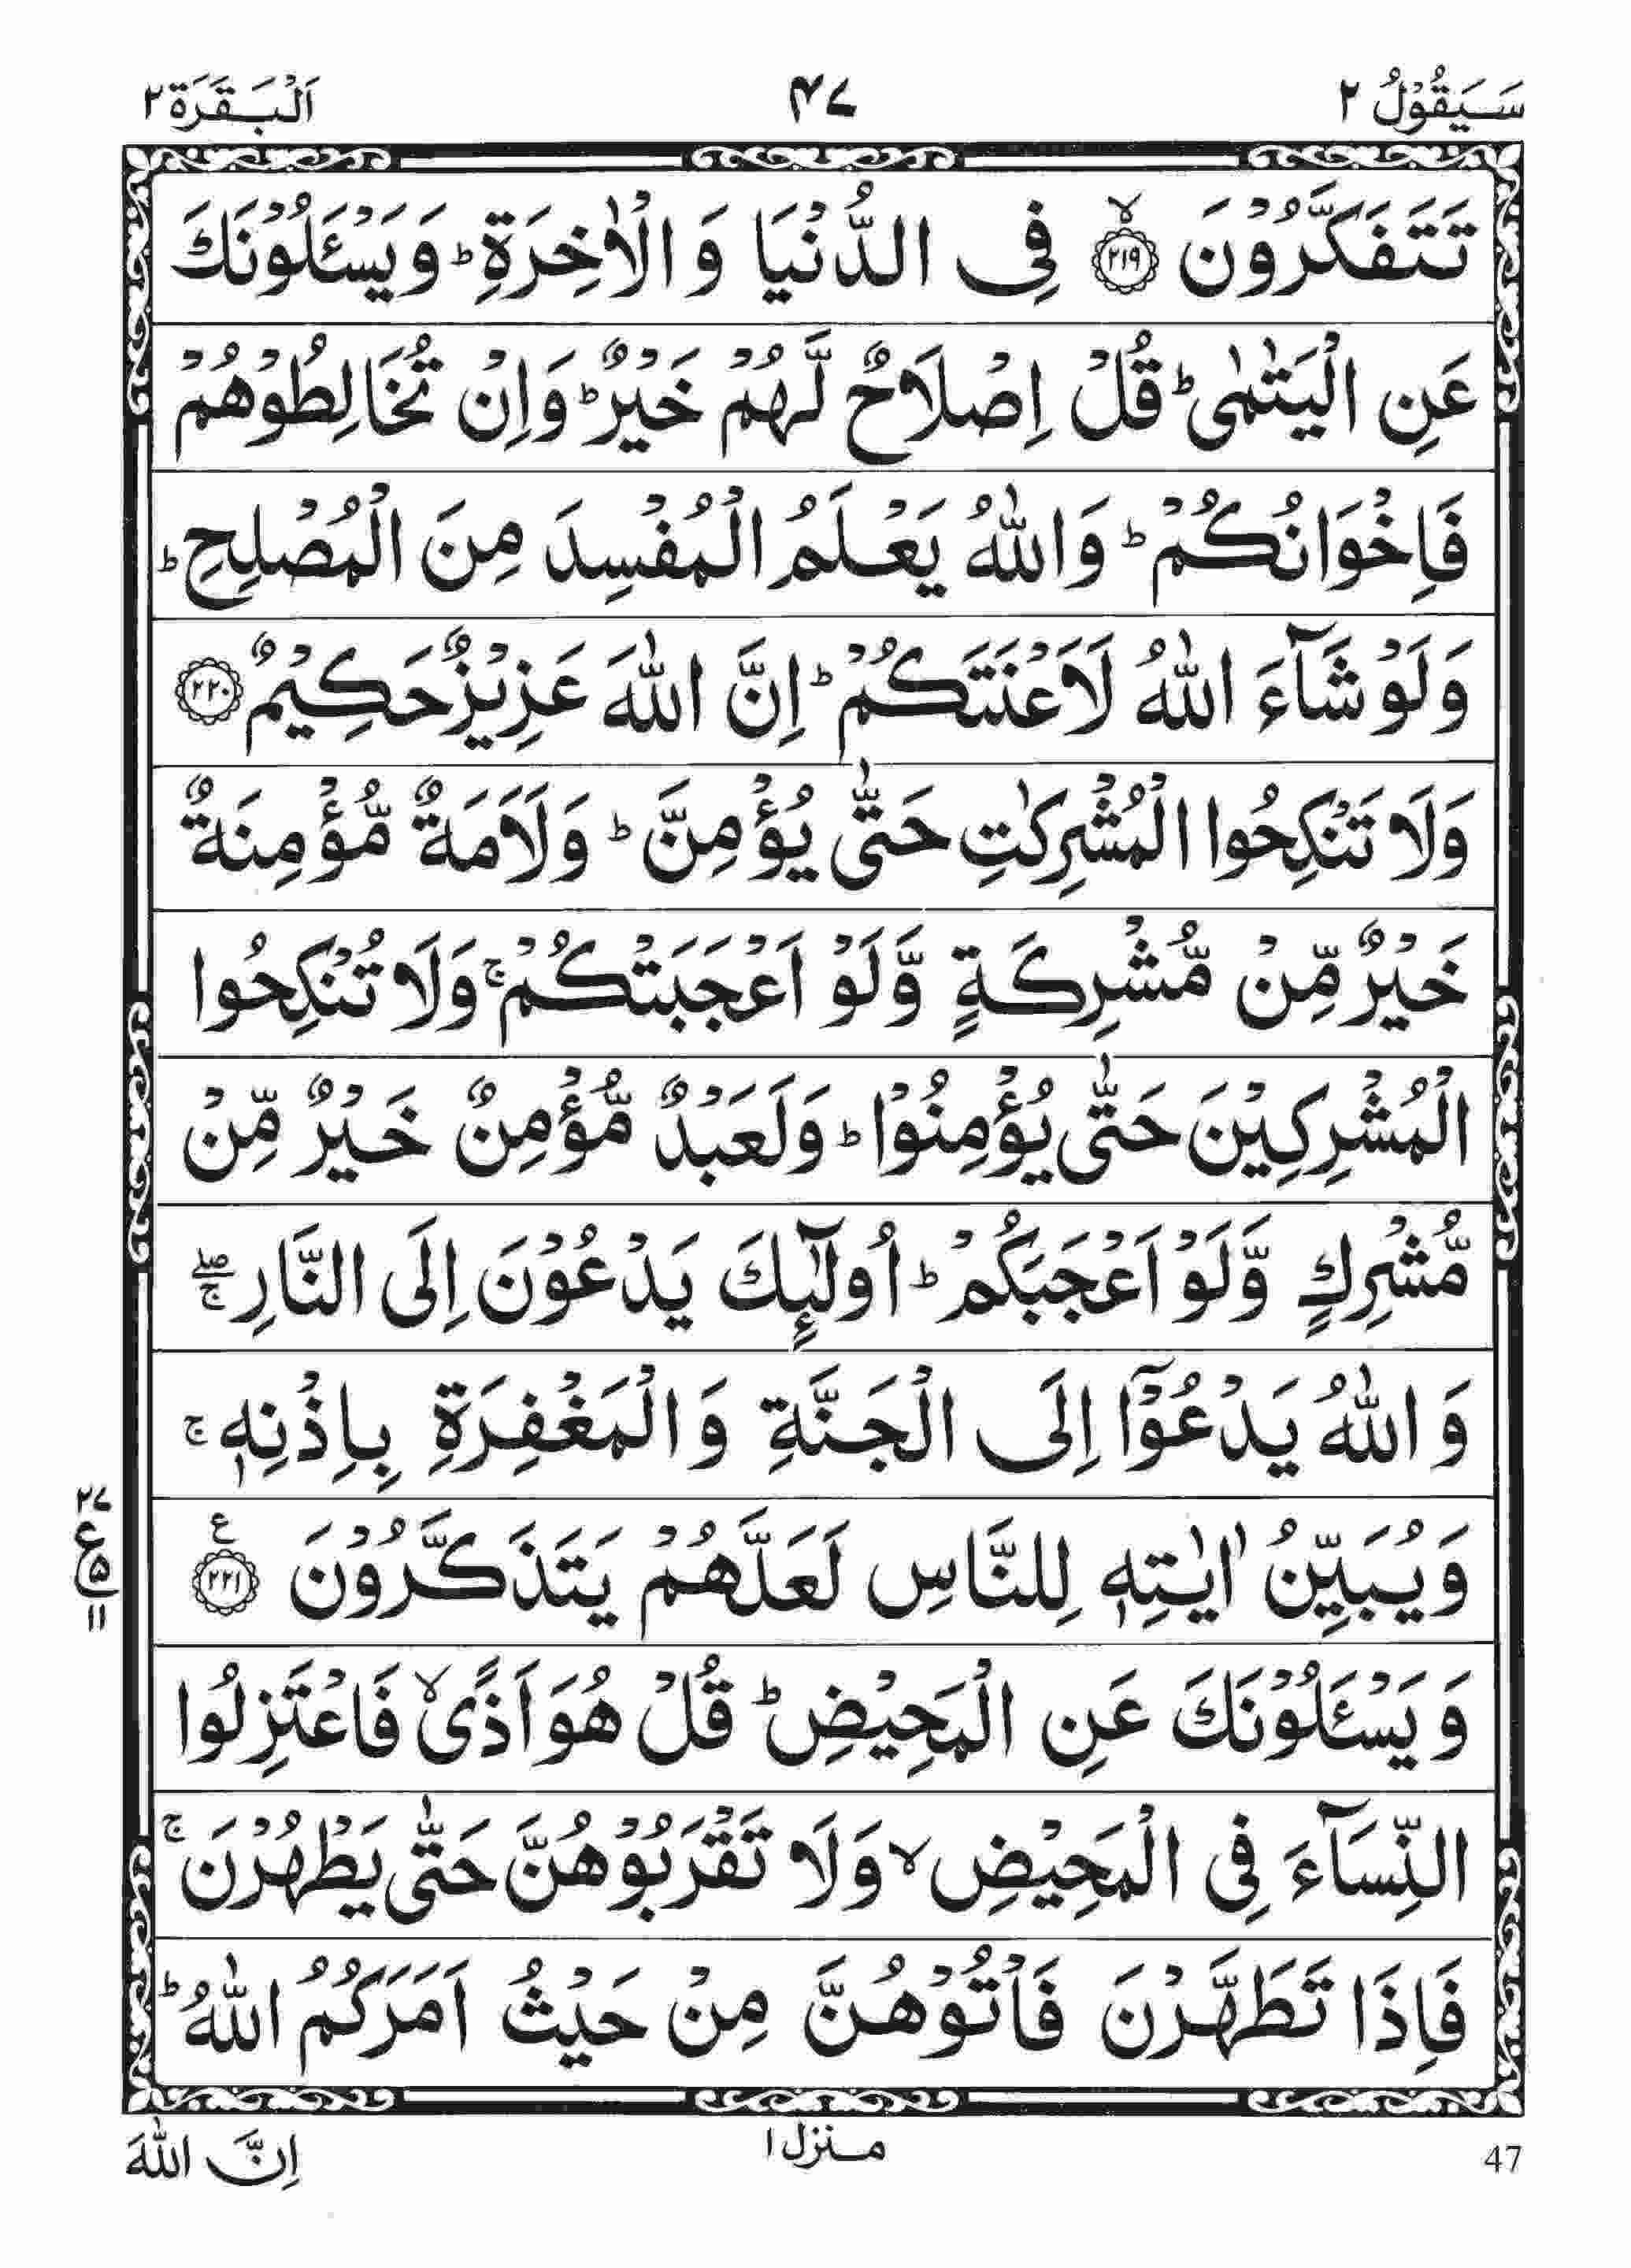 سَيَقُوْلُ ٢
٤٧
اَلْبَقَرَة ٢
تَتَفَكَّرُوْنَ ۙ‏﴿٢١٩﴾ فِى الدُّنْيَا وَ الْاٰخِرَةِ ؕ وَيَسْـَٔلُوْنَكَ
عَنِ الْيَتٰمٰى ؕ قُلْ اِصْلَاحٌ لَّهُمْ خَيْرٌ ؕ وَاِنْ تُخَالِطُوْهُمْ
فَاِخْوَانُكُمْ ؕ وَاللّٰهُ يَعْلَمُ الْمُفْسِدَ مِنَ الْمُصْلِحِ ؕ
وَلَوْ شَآءَ اللّٰهُ لَاَعْنَتَكُمْ ؕ اِنَّ اللّٰهَ عَزِيْزٌ حَكِيْمٌ ﴿٢٢٠﴾
وَلَا تَنْكِحُوا الْمُشْرِكٰتِ حَتّٰى يُؤْمِنَّ ؕ وَلَاَمَةٌ مُّؤْمِنَةٌ
خَيْرٌ مِّنْ مُّشْرِكَةٍ وَّلَوْ اَعْجَبَتْكُمْ ۚ وَلَا تُنْكِحُوا
الْمُشْرِكِيْنَ حَتّٰى يُؤْمِنُوْا ؕ وَلَعَبْدٌ مُّؤْمِنٌ خَيْرٌ مِّنْ
مُّشْرِكٍ وَّلَوْ اَعْجَبَكُمْ ؕ اُولٰٓئِكَ يَدْعُوْنَ اِلَى النَّارِ ۖۚ
وَاللّٰهُ يَدْعُوْٓا اِلَى الْجَنَّةِ وَالْمَغْفِرَةِ بِاِذْنِهٖ ۚ
وَيُبَيِّنُ اٰيٰتِهٖ لِلنَّاسِ لَعَلَّهُمْ يَتَذَكَّرُوْنَ ﴿٢٢١﴾ ع
٢٧
ع ٥
١١
وَيَسْـَٔلُوْنَكَ عَنِ الْمَحِيْضِ ؕ قُلْ هُوَ اَذًى ۙ فَاعْتَزِلُوا
النِّسَآءَ فِى الْمَحِيْضِ ۙ وَلَا تَقْرَبُوْهُنَّ حَتّٰى يَطْهُرْنَ ۚ
فَاِذَا تَطَهَّرْنَ فَاْتُوْهُنَّ مِنْ حَيْثُ اَمَرَكُمُ اللّٰهُ ؕ
47
منزل ١
اِنَّ اللّٰهَ